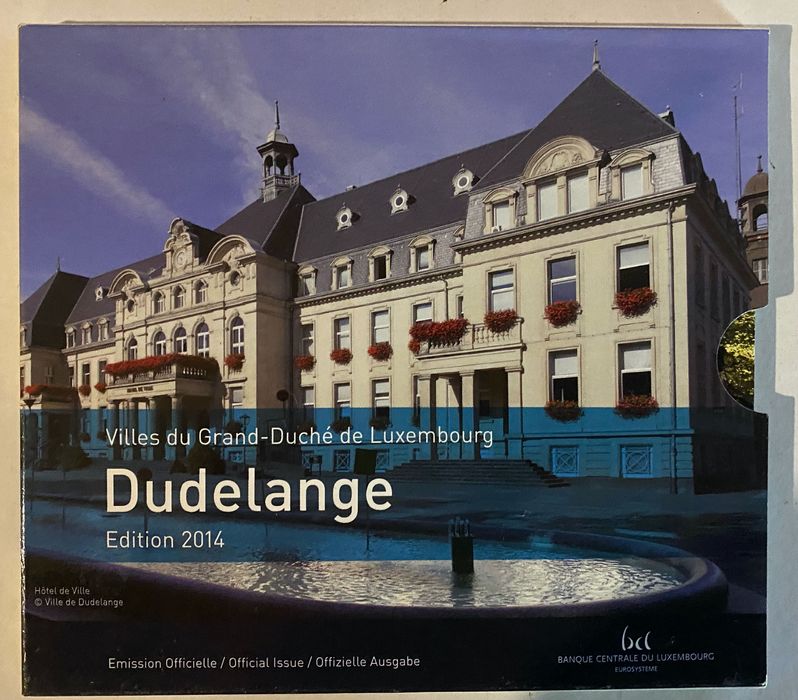 Villes du Grand-Duché de Luxembourg
Dudelange
Edition 2014
Hôtel de Ville
© Ville de Dudelange
Emission Officielle / Official Issue / Offizielle Ausgabe
bcl
BANQUE CENTRALE DU LUXEMBOURG
EUROSYSTÈME